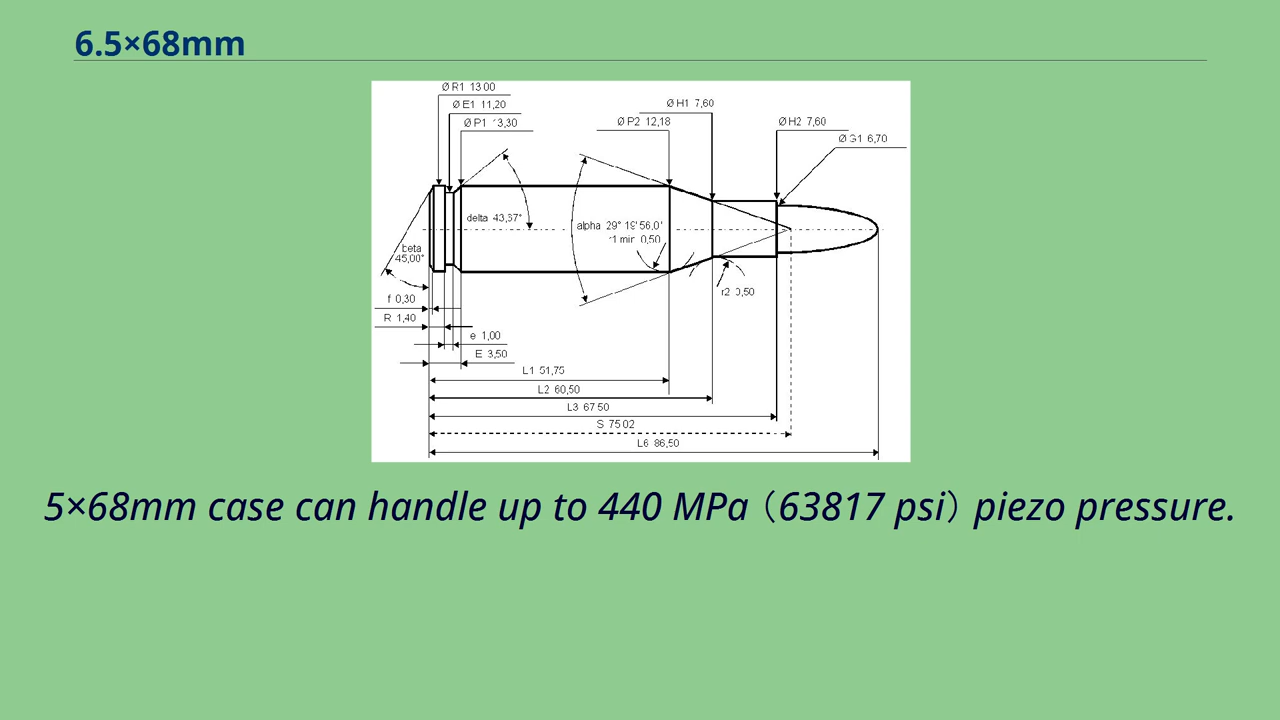 6.5×68mm
Ø R1 13 00
Ø E1 11,20
Ø P1 13,30
Ø P2 12,18
Ø H1 7,60
Ø H2 7,60
Ø G1 6,70
delta 43,37°
alpha 29° 19' 56.0'
r1 min 0,50
beta
45,00°
r2 0,50
f 0,30
R 1,40
e 1,00
E 3,50
L1 51,75
L2 60,50
L3 67 50
S 75 02
L6 86,50
5×68mm case can handle up to 440 MPa（63817 psi）piezo pressure.